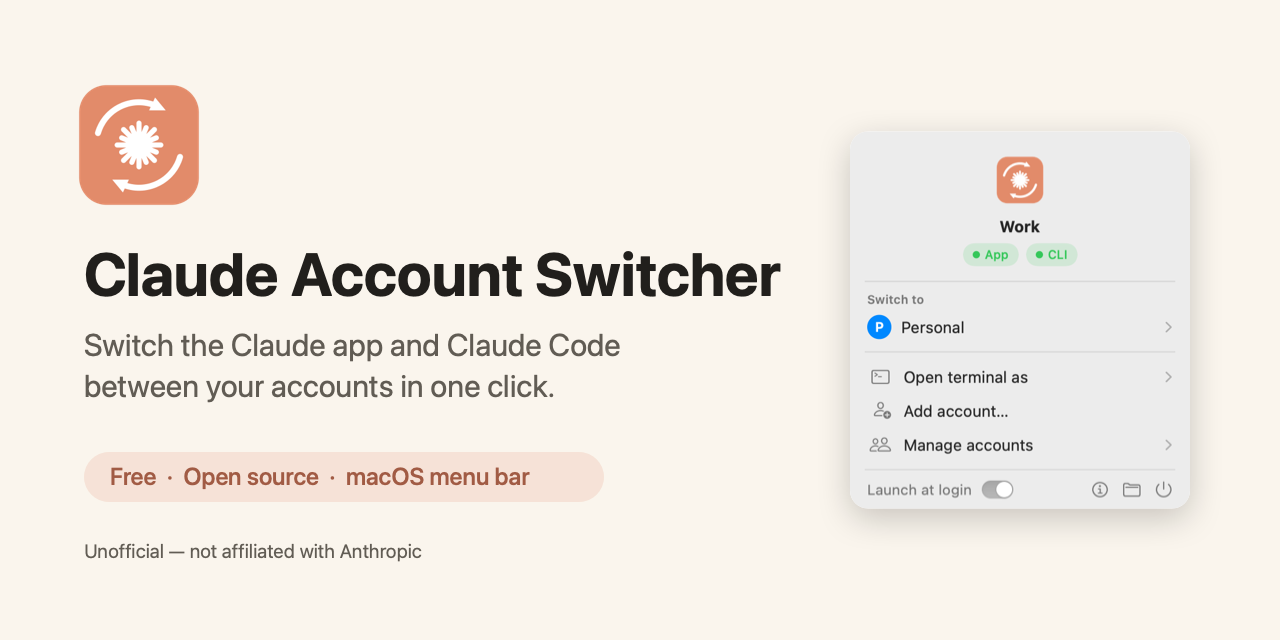 Claude Account Switcher
Switch the Claude app and Claude Code
between your accounts in one click.
Free · Open source · macOS menu bar
Unofficial — not affiliated with Anthropic
Work
App
CLI
Switch to
P
Personal
Open terminal as
Add account...
Manage accounts
Launch at login